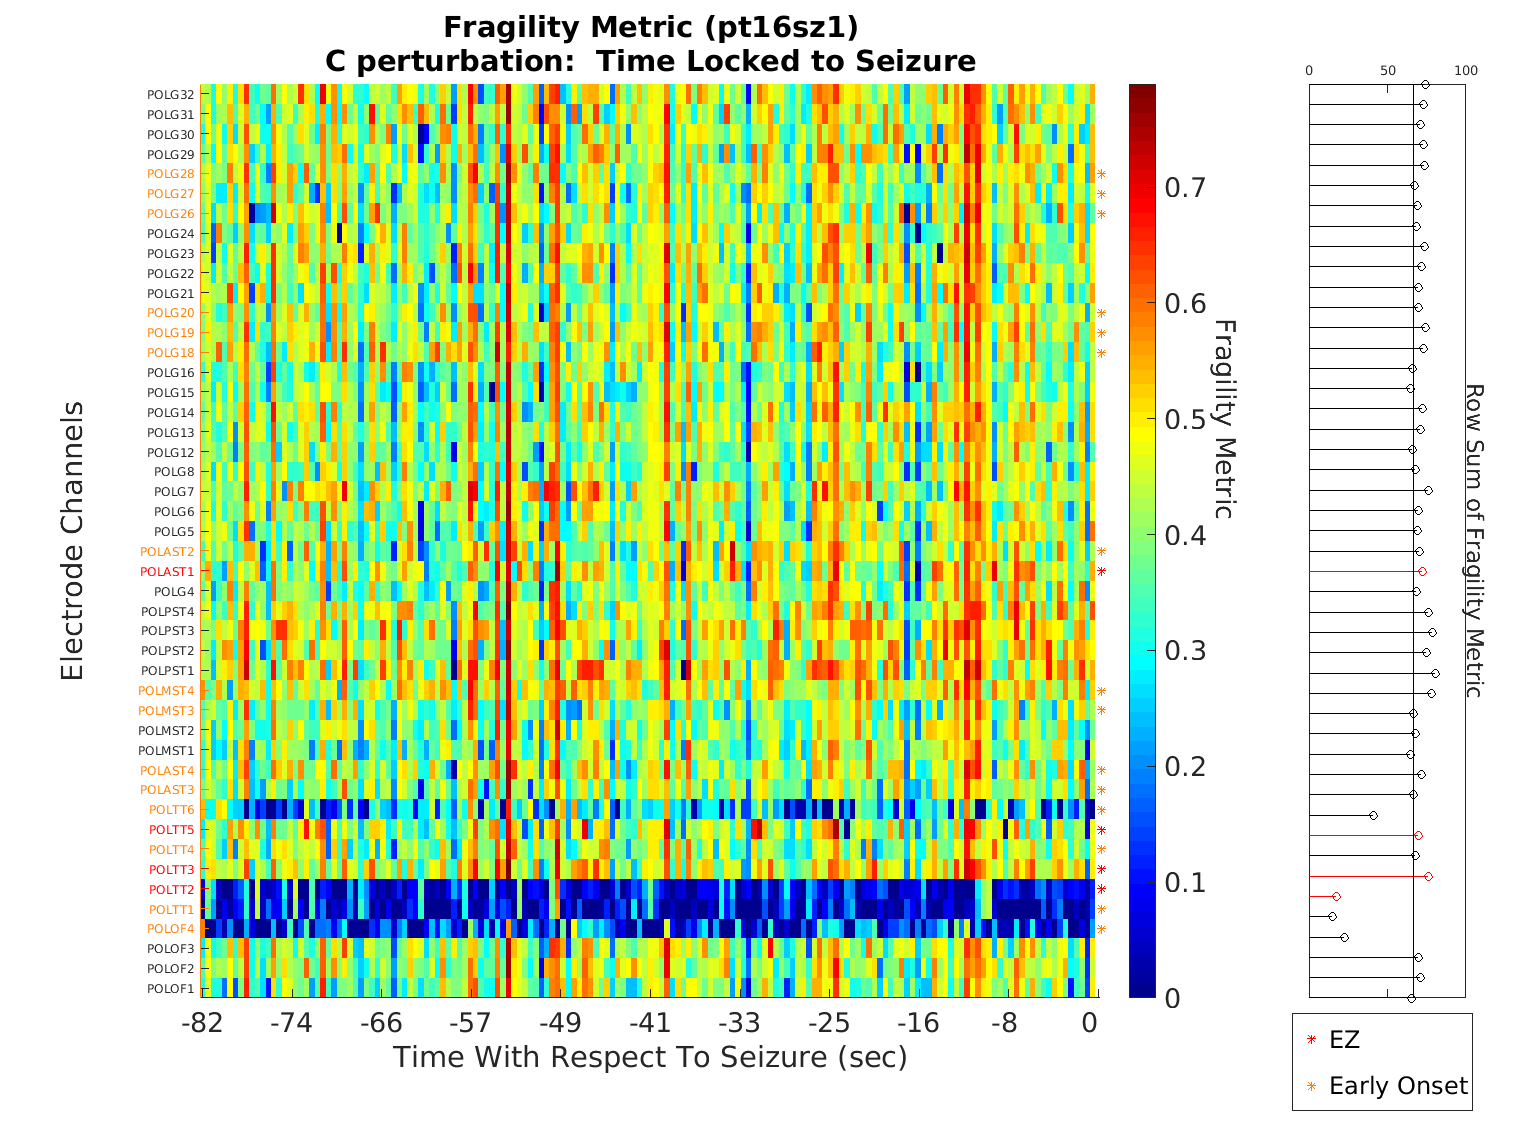 Fragility Metric (pt16sz1)
C perturbation:  Time Locked to Seizure
Electrode Channels
POLG32
POLG31
POLG30
POLG29
POLG28
POLG27
POLG26
POLG24
POLG23
POLG22
POLG21
POLG20
POLG19
POLG18
POLG16
POLG15
POLG14
POLG13
POLG12
POLG8
POLG7
POLG6
POLG5
POLAST2
POLAST1
POLG4
POLPST4
POLPST3
POLPST2
POLPST1
POLMST4
POLMST3
POLMST2
POLMST1
POLAST4
POLAST3
POLTT6
POLTT5
POLTT4
POLTT3
POLTT2
POLTT1
POLOF4
POLOF3
POLOF2
POLOF1
-82 -74 -66 -57 -49 -41 -33 -25 -16 -8 0
Time With Respect To Seizure (sec)
0.7
0.6
0.5
0.4
0.3
0.2
0.1
0
Fragility Metric
0 50 100
Row Sum of Fragility Metric
EZ
Early Onset